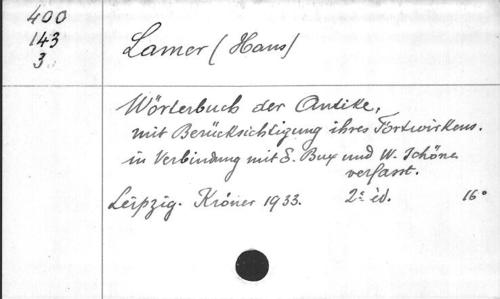 400
143
3
Lamer (Hans)
Wörterbuch der Antike,
mit Berücksichtigung ihres Fortwirkens.
in Verbindung mit E. Bux und W. Schöne
verfasst.
Leipzig. Kröner 1933. 2e éd. 16°